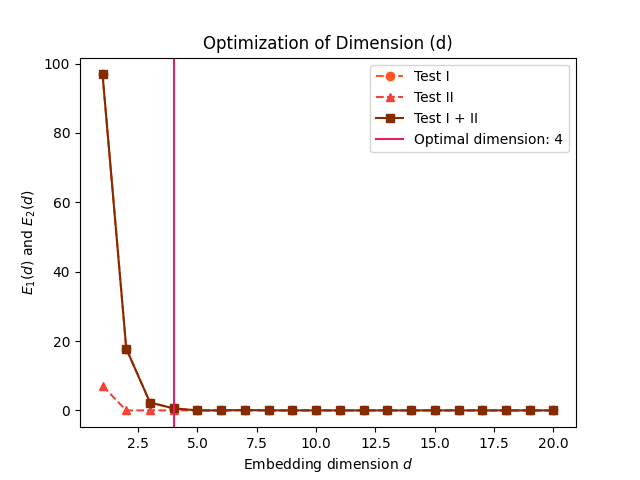 Optimization of Dimension (d)
100
80
60
40
20
0
E₁(d) and E₂(d)
Test I
Test II
Test I + II
Optimal dimension: 4
2.5 5.0 7.5 10.0 12.5 15.0 17.5 20.0
Embedding dimension d